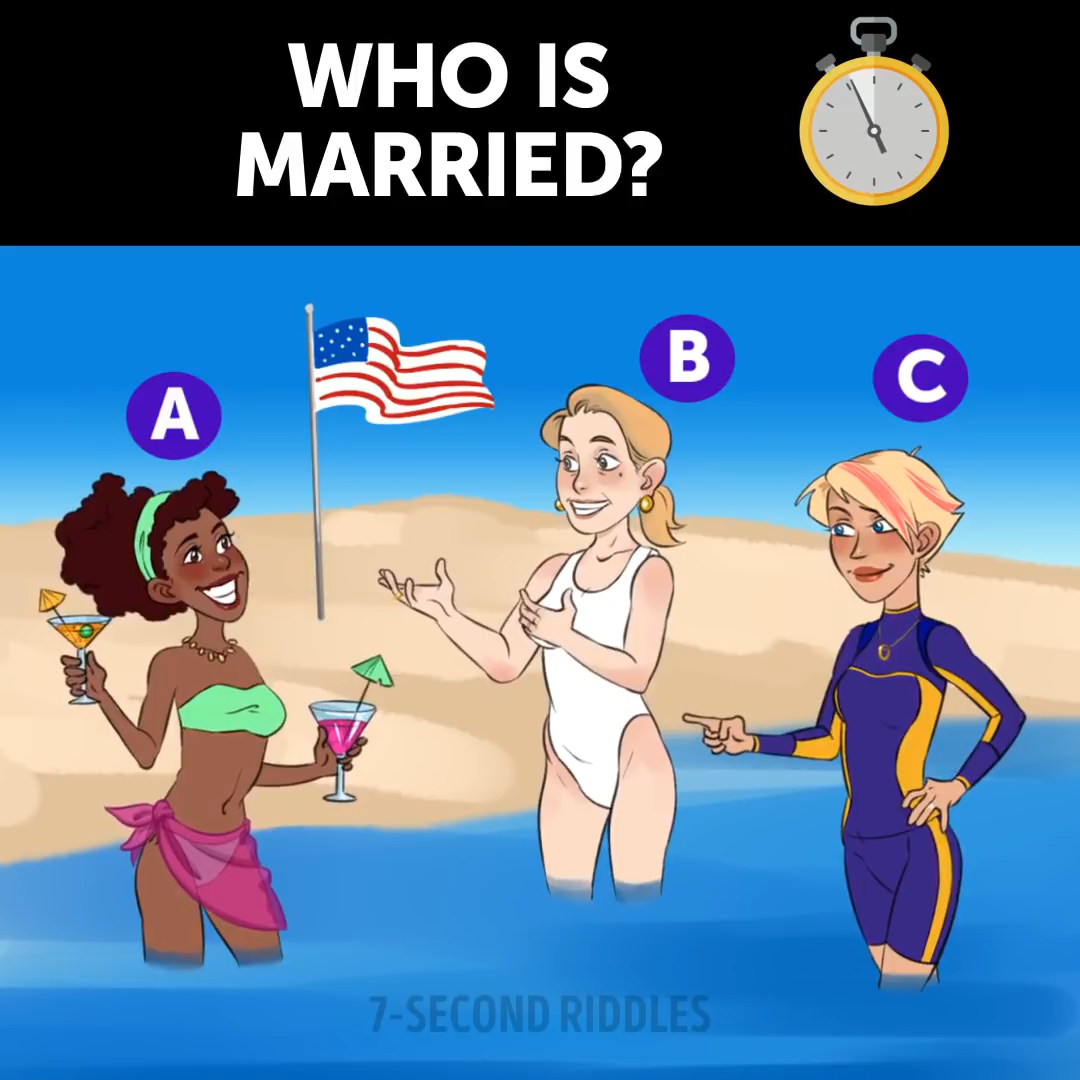 WHO IS
MARRIED?
A
B
C
7-SECOND RIDDLES